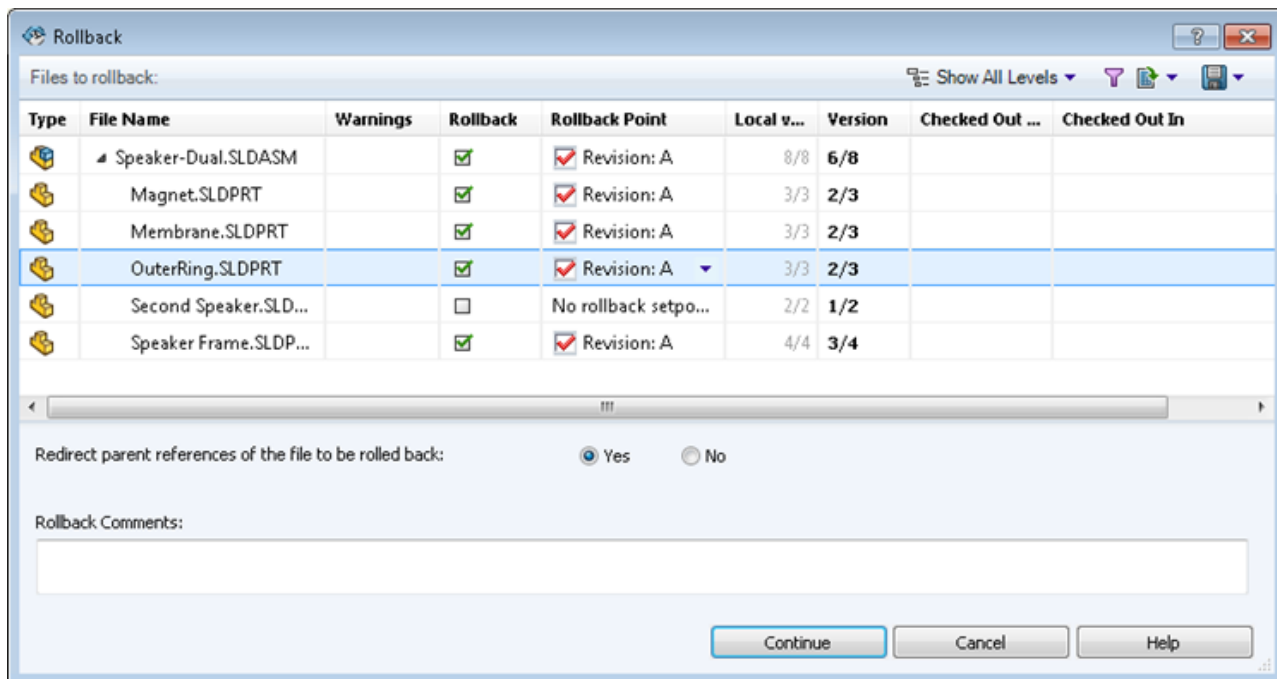 Rollback
Files to rollback: Show All Levels
Type File Name Warnings Rollback Rollback Point Local v... Version Checked Out ... Checked Out In
Speaker-Dual.SLDASM Revision: A 8/8 6/8
Magnet.SLDPRT Revision: A 3/3 2/3
Membrane.SLDPRT Revision: A 3/3 2/3
OuterRing.SLDPRT Revision: A 3/3 2/3
Second Speaker.SLD... No rollback setpo... 2/2 1/2
Speaker Frame.SLDP... Revision: A 4/4 3/4
Redirect parent references of the file to be rolled back: Yes No
Rollback Comments:
Continue Cancel Help